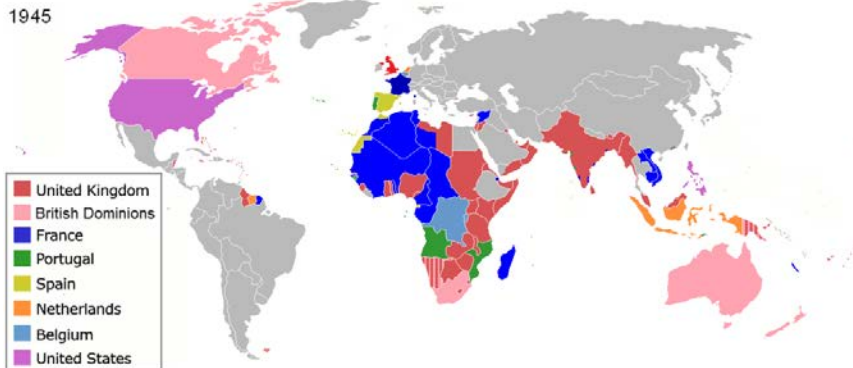 1945
United Kingdom
British Dominions
France
Portugal
Spain
Netherlands
Belgium
United States